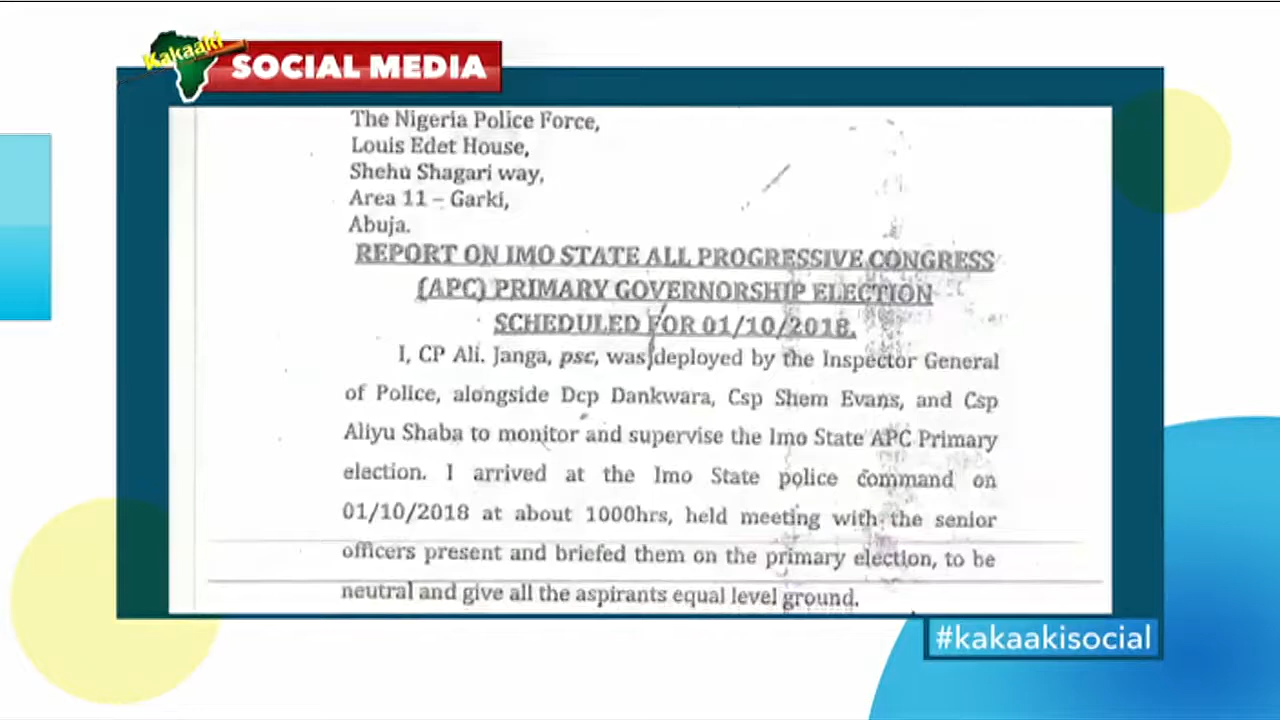 Kakaaki
SOCIAL MEDIA
The Nigeria Police Force,
Louis Edet House,
Shehu Shagari way,
Area 11 – Garki,
Abuja.
REPORT ON IMO STATE ALL PROGRESSIVE CONGRESS
(APC) PRIMARY GOVERNORSHIP ELECTION
SCHEDULED FOR 01/10/2018.
I, CP Ali. Janga, psc, was deployed by the Inspector General
of Police, alongside Dcp Dankwara, Csp Shem Evans, and Csp
Aliyu Shaba to monitor and supervise the Imo State APC Primary
election. I arrived at the Imo State police command on
01/10/2018 at about 1000hrs, held meeting with the senior
officers present and briefed them on the primary election, to be
neutral and give all the aspirants equal level ground.
#kakaakisocial